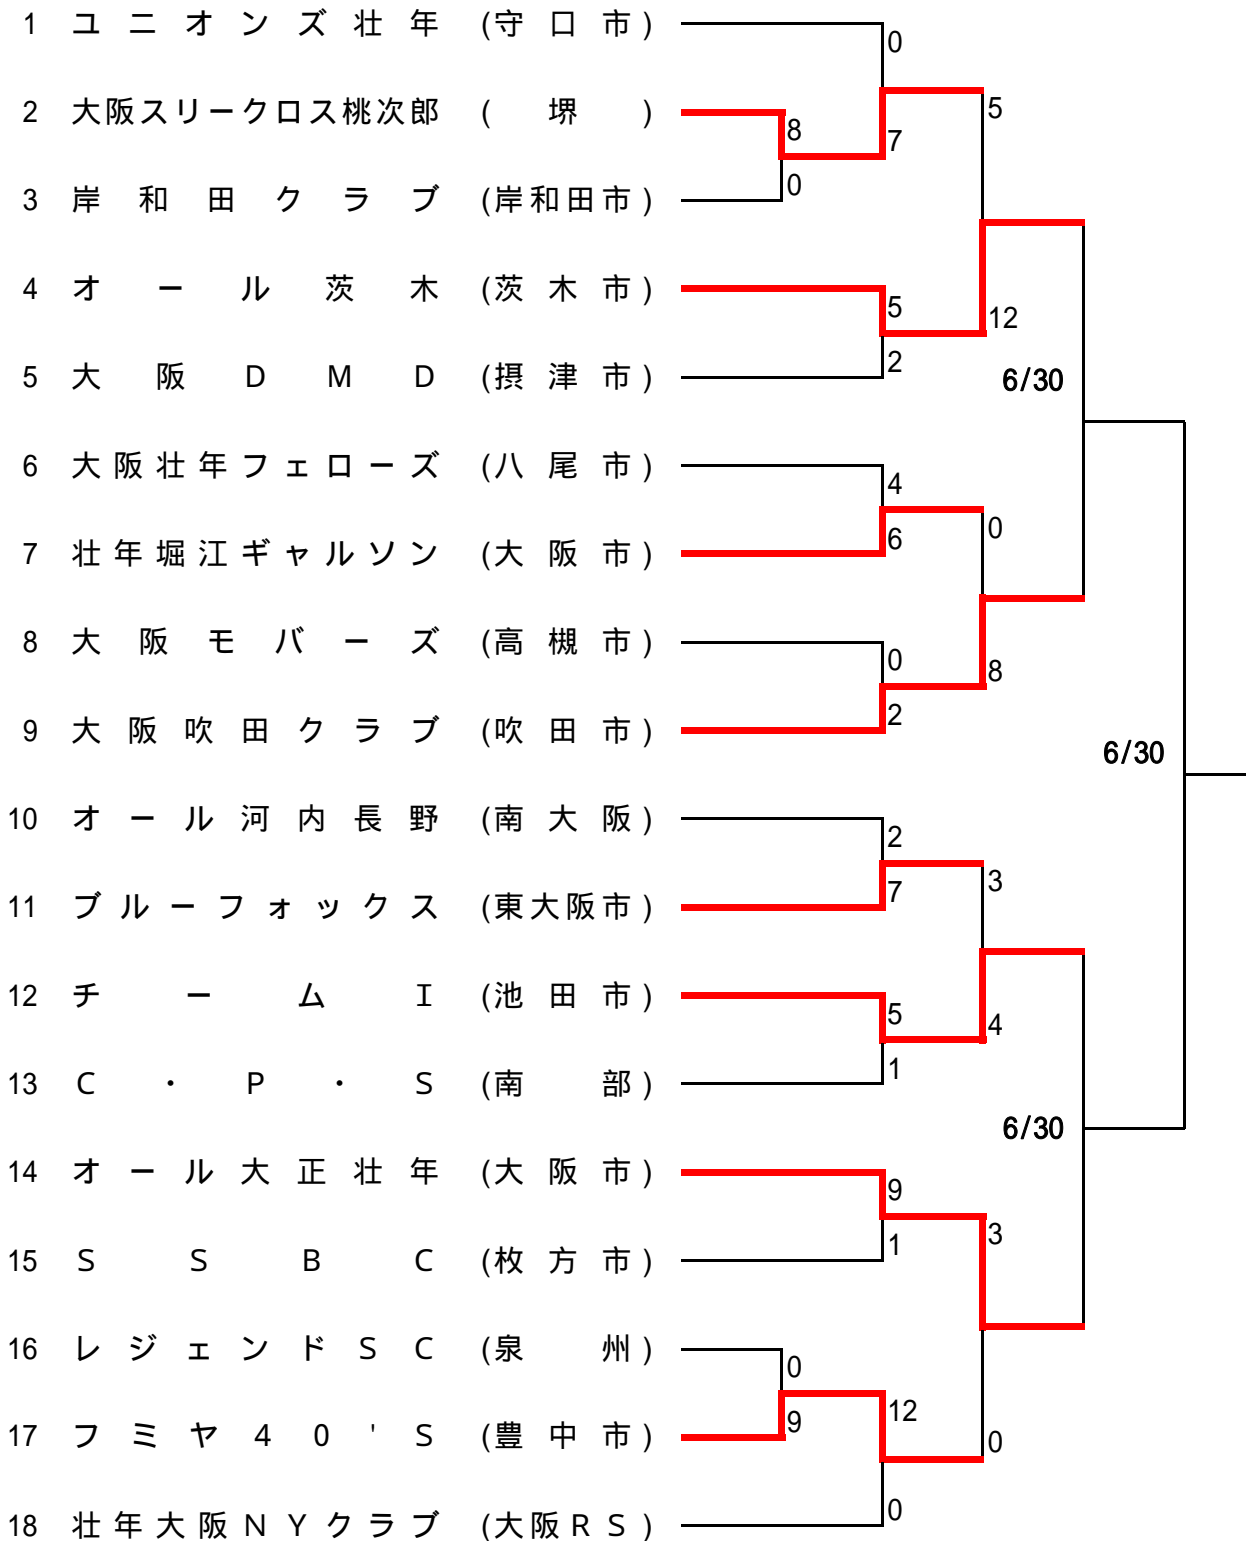 1 ユニオンズ壮年 (守口市)
0
2 大阪スリークロス桃次郎 (堺)
5
8
7
3 岸和田クラブ (岸和田市)
0
4 オール茨木 (茨木市)
5
12
2
5 大阪DMD (摂津市)
6/30
6 大阪壮年フェローズ (八尾市)
4
0
6
7 壮年堀江ギャルソン (大阪市)
8 大阪モバーズ (高槻市)
0
8
2
9 大阪吹田クラブ (吹田市)
6/30
10 オール河内長野 (南大阪)
2
3
7
11 ブルーフォックス (東大阪市)
12 チームI (池田市)
5
4
1
13 C・P・S (南部)
6/30
14 オール大正壮年 (大阪市)
9
3
1
15 SSBC (枚方市)
16 レジェンドSC (泉州)
0
12
9
17 フミヤ40'S (豊中市)
0
0
18 壮年大阪NYクラブ (大阪RS)